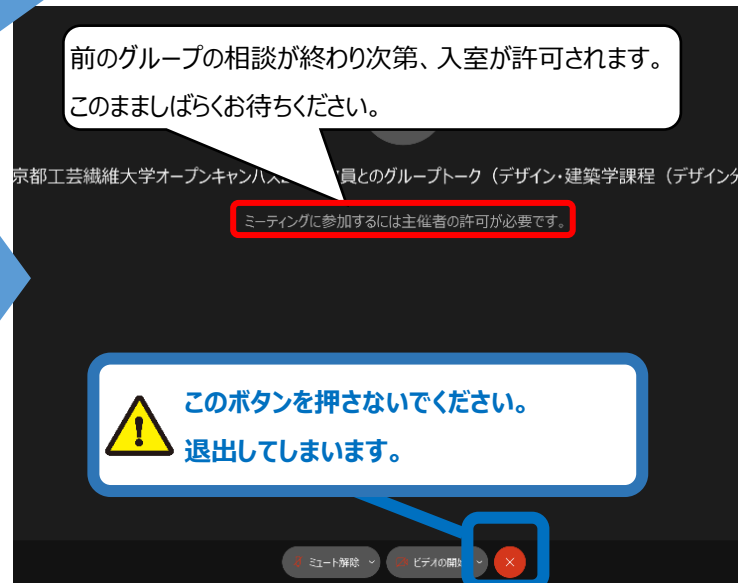 前のグループの相談が終わり次第、入室が許可されます。
このまましばらくお待ちください。
京都工芸繊維大学オープンキャンパス 員とのグループトーク（デザイン・建築学課程（デザイン
ミーティングに参加するには主催者の許可が必要です。
このボタンを押さないでください。
退出してしまいます。
ミュート解除 ビデオの開始